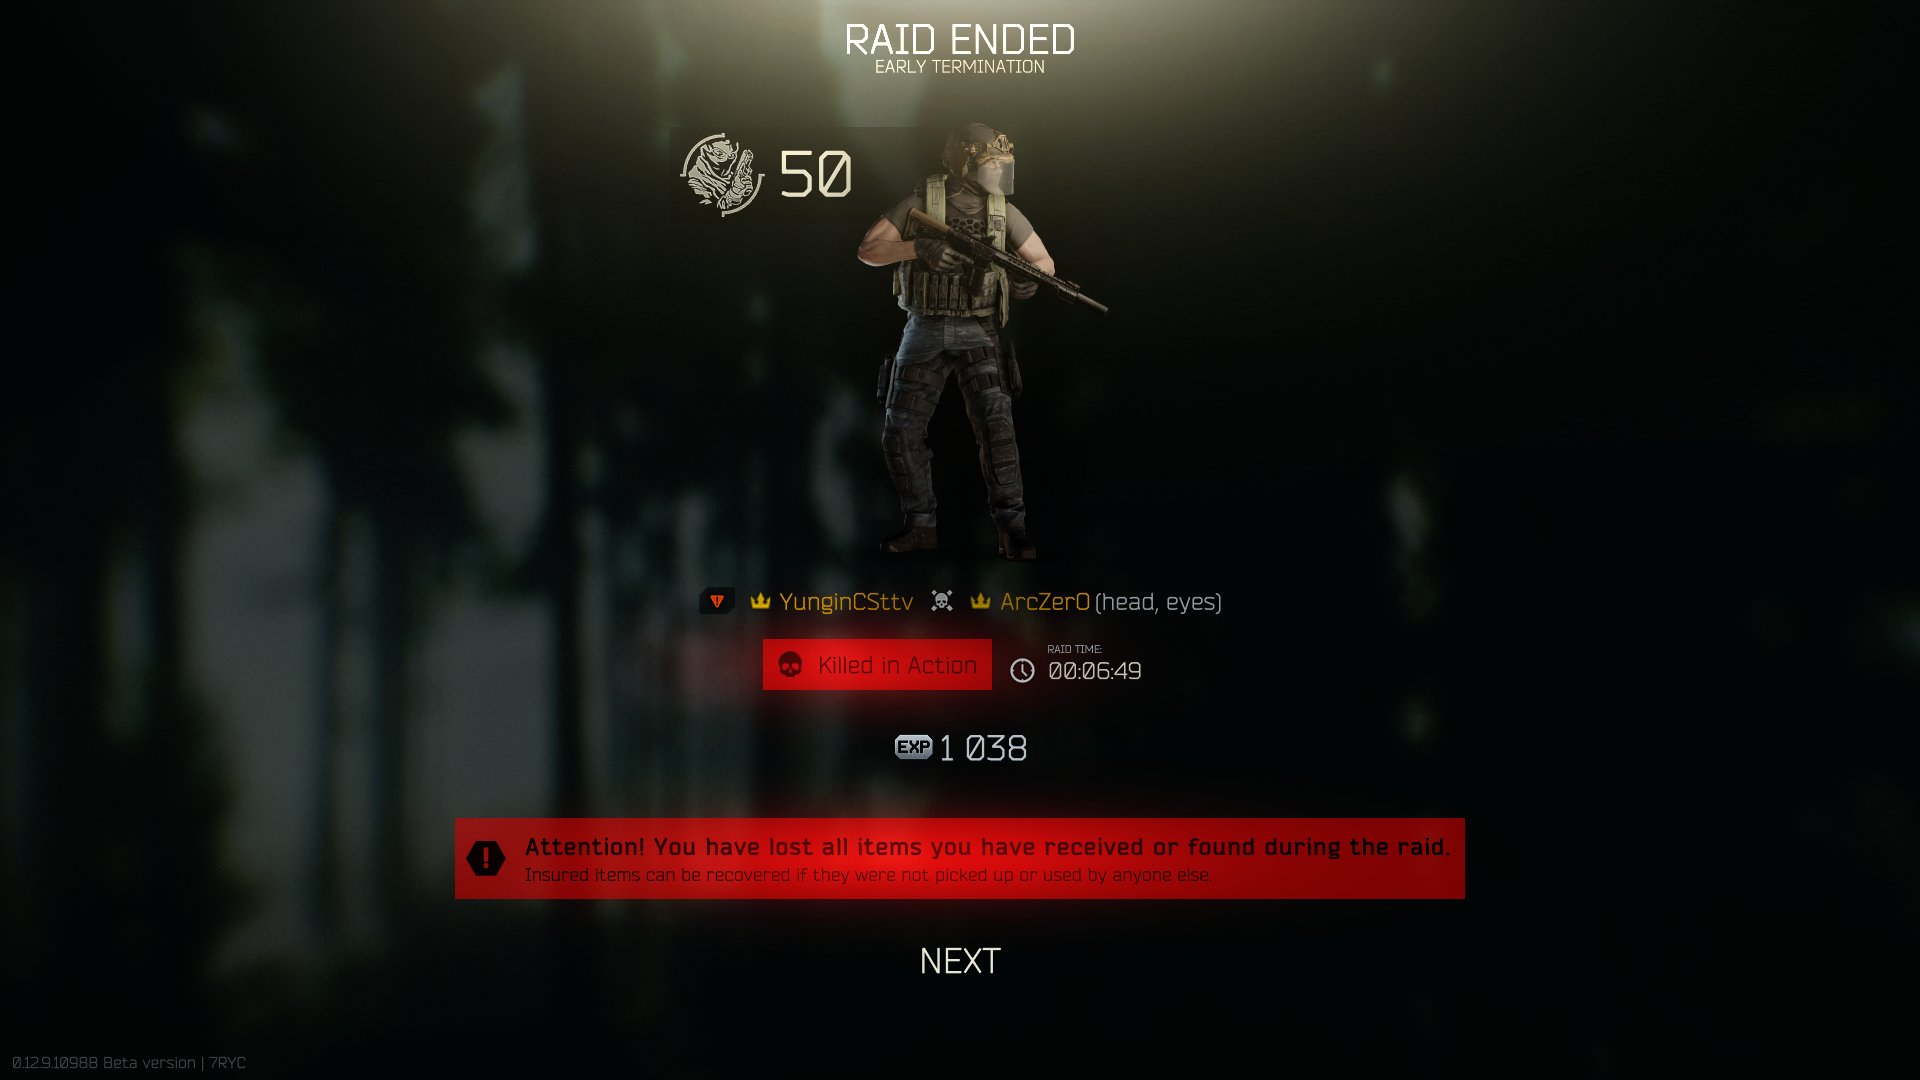 RAID ENDED
EARLY TERMINATION
50
YunginCSttv ArcZer0 (head, eyes)
Killed in Action
RAID TIME:
00:06:49
EXP 1 038
Attention! You have lost all items you have received or found during the raid.
Insured items can be recovered if they were not picked up or used by anyone else.
NEXT
0.12.9.10988 Beta version | 7RYC